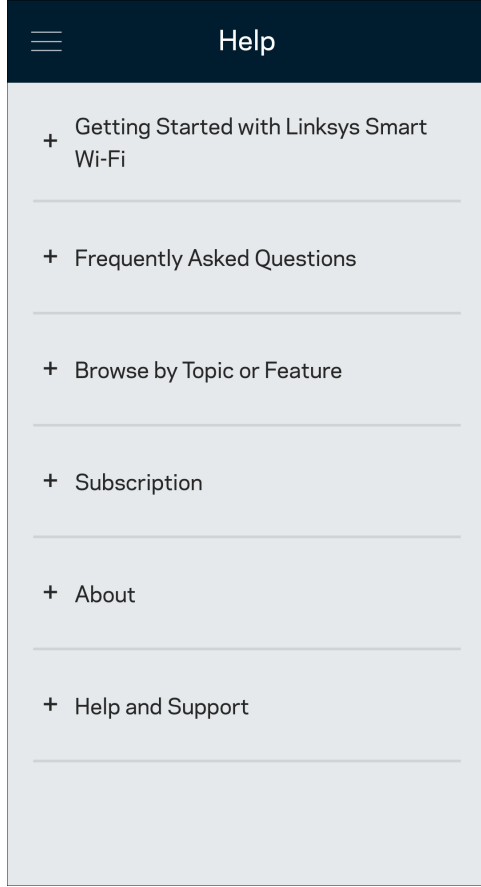 Help
+ Getting Started with Linksys Smart
Wi-Fi
+ Frequently Asked Questions
+ Browse by Topic or Feature
+ Subscription
+ About
+ Help and Support